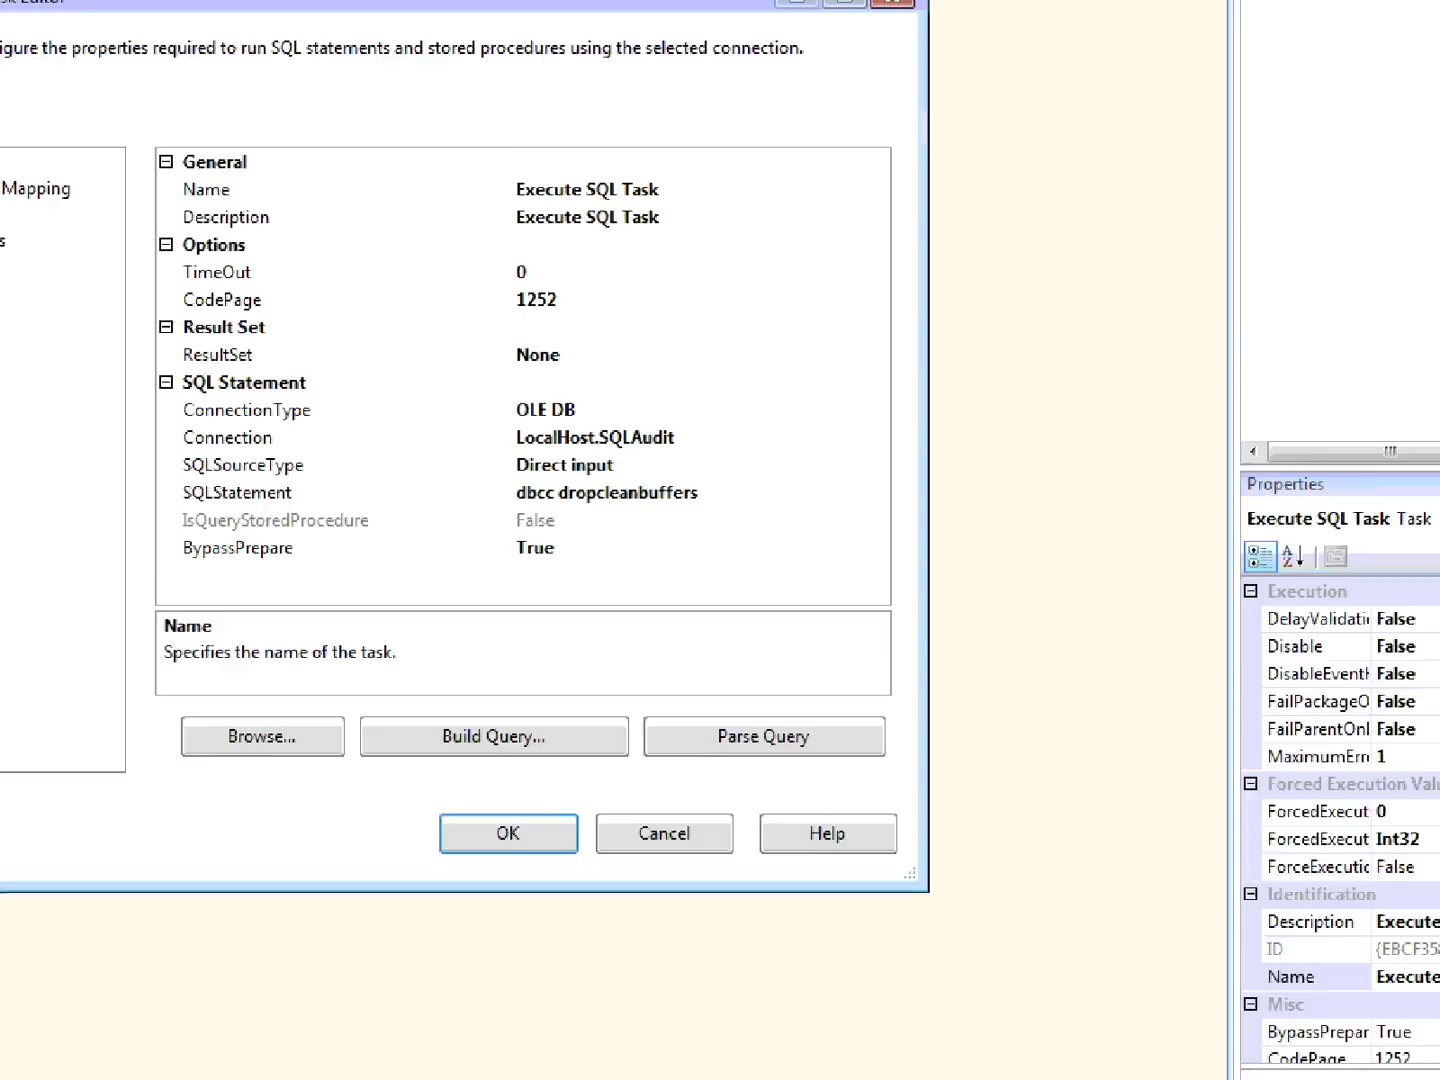 igure the properties required to run SQL statements and stored procedures using the selected connection.
Mapping
s
General
Name Execute SQL Task
Description Execute SQL Task
Options
TimeOut 0
CodePage 1252
Result Set
ResultSet None
SQL Statement
ConnectionType OLE DB
Connection LocalHost.SQLAudit
SQLSourceType Direct input
SQLStatement dbcc dropcleanbuffers
IsQueryStoredProcedure False
BypassPrepare True
Name
Specifies the name of the task.
Browse... Build Query... Parse Query
OK Cancel Help
Properties
Execute SQL Task Task
Execution
DelayValidati False
Disable False
DisableEventH False
FailPackageO False
FailParentOnl False
MaximumErr 1
Forced Execution Valu
ForcedExecut 0
ForcedExecut Int32
ForceExecutic False
Identification
Description Execute
ID {EBCF358
Name Execute
Misc
BypassPrepar True
CodePage 1252